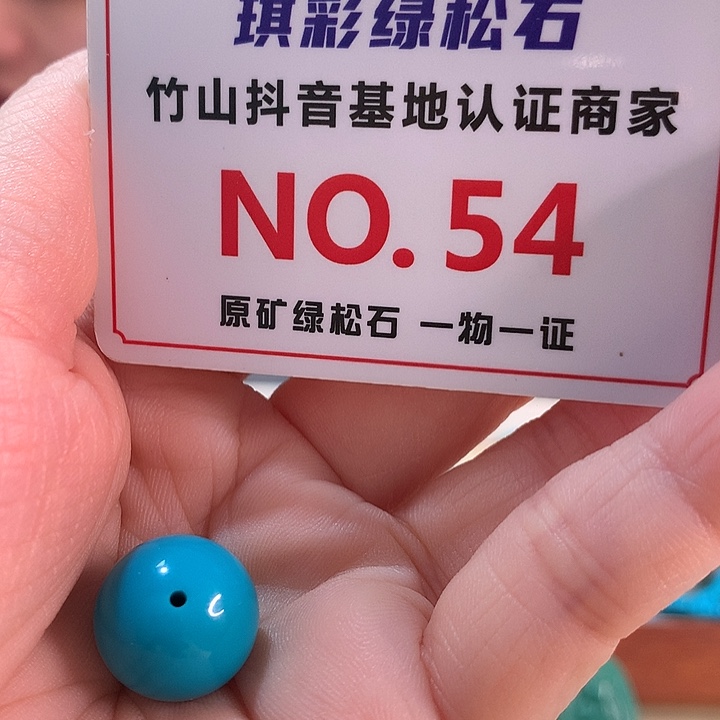 琪彩绿松石
竹山抖音基地认证商家
NO.54
原矿绿松石 一物一证